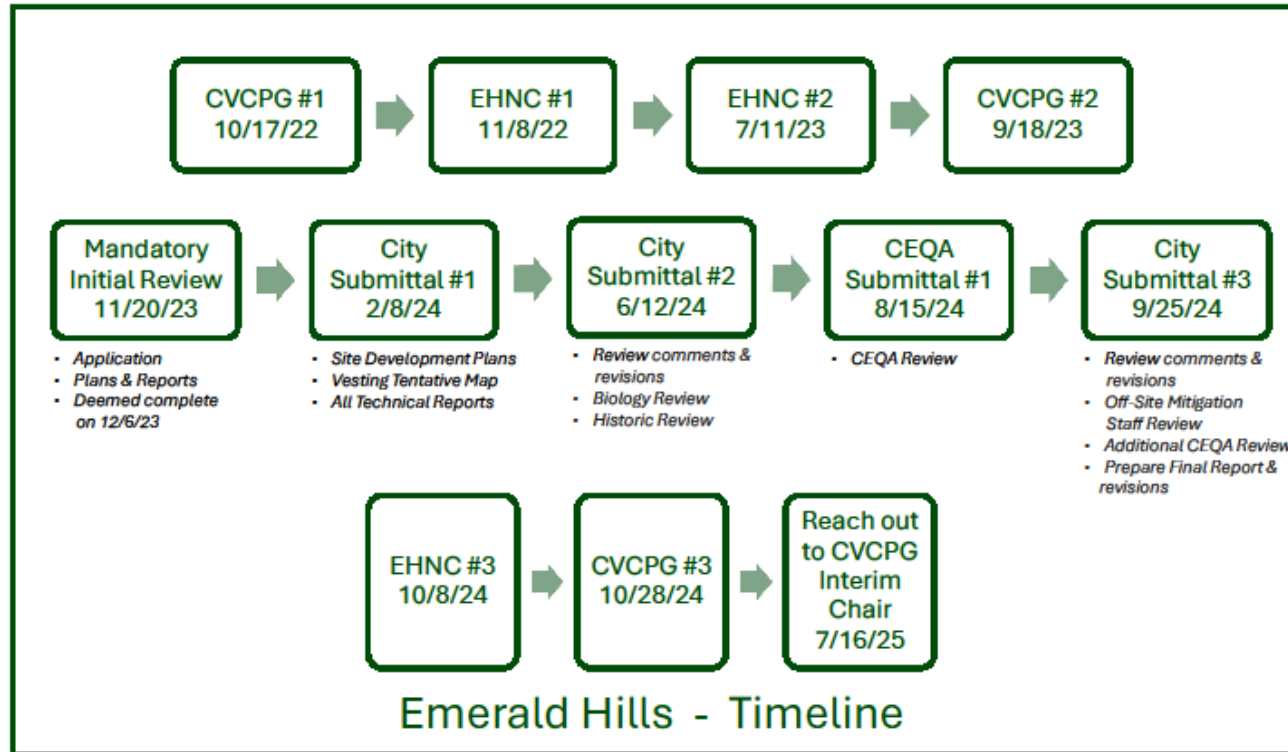 CVCPG #1
10/17/22
EHNC #1
11/8/22
EHNC #2
7/11/23
CVCPG #2
9/18/23
Mandatory
Initial Review
11/20/23
• Application
• Plans & Reports
• Deemed complete
on 12/6/23
City
Submittal #1
2/8/24
• Site Development Plans
• Vesting Tentative Map
• All Technical Reports
City
Submittal #2
6/12/24
• Review comments &
revisions
• Biology Review
• Historic Review
CEQA
Submittal #1
8/15/24
• CEQA Review
City
Submittal #3
9/25/24
• Review comments &
revisions
• Off-Site Mitigation
Staff Review
• Additional CEQA Review
• Prepare Final Report &
revisions
EHNC #3
10/8/24
CVCPG #3
10/28/24
Reach out
to CVCPG
Interim
Chair
7/16/25
Emerald Hills - Timeline